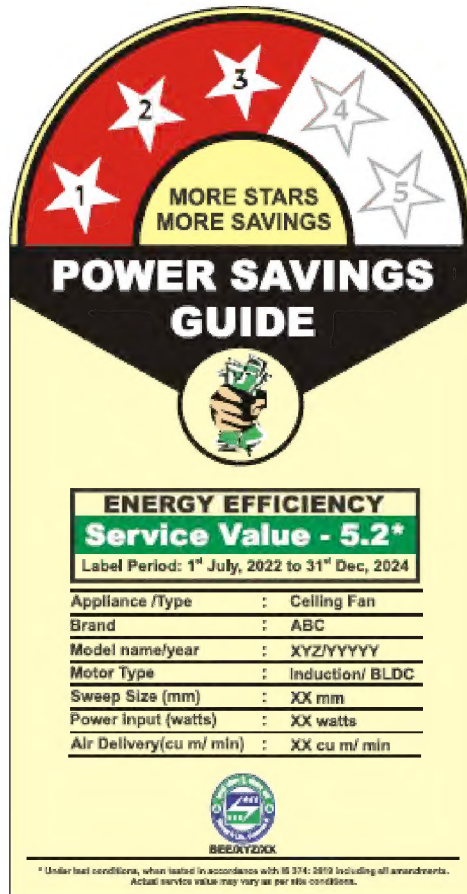 1
2
3
4
5
MORE STARS
MORE SAVINGS
POWER SAVINGS
GUIDE
ENERGY EFFICIENCY
Service Value - 5.2*
Label Period: 1st July, 2022 to 31st Dec, 2024
Appliance /Type : Ceiling Fan
Brand : ABC
Model name/year : XYZ/YYYYY
Motor Type : Induction/ BLDC
Sweep Size (mm) : XX mm
Power input (watts) : XX watts
Air Delivery(cu m/ min) : XX cu m/ min
BEE/XYZ/XX
* Under test conditions, when tested in accordance with IS 374: 2019 including all amendments.
Actual service value may vary as per site conditions.